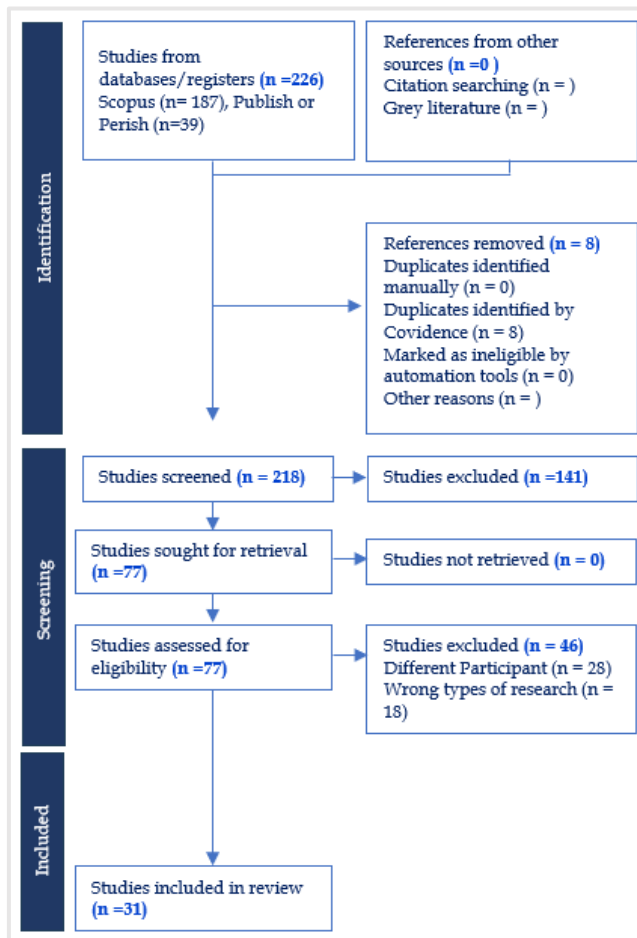 Identification
Studies from
databases/registers (n =226)
Scopus (n= 187), Publish or
Perish (n=39)
References from other
sources (n =0 )
Citation searching (n = )
Grey literature (n = )
References removed (n = 8)
Duplicates identified
manually (n = 0)
Duplicates identified by
Covidence (n = 8)
Marked as ineligible by
automation tools (n = 0)
Other reasons (n = )
Screening
Studies screened (n = 218)
Studies excluded (n =141)
Studies sought for retrieval
(n =77)
Studies not retrieved (n = 0)
Studies assessed for
eligibility (n =77)
Studies excluded (n = 46)
Different Participant (n = 28)
Wrong types of research (n =
18)
Included
Studies included in review
(n =31)